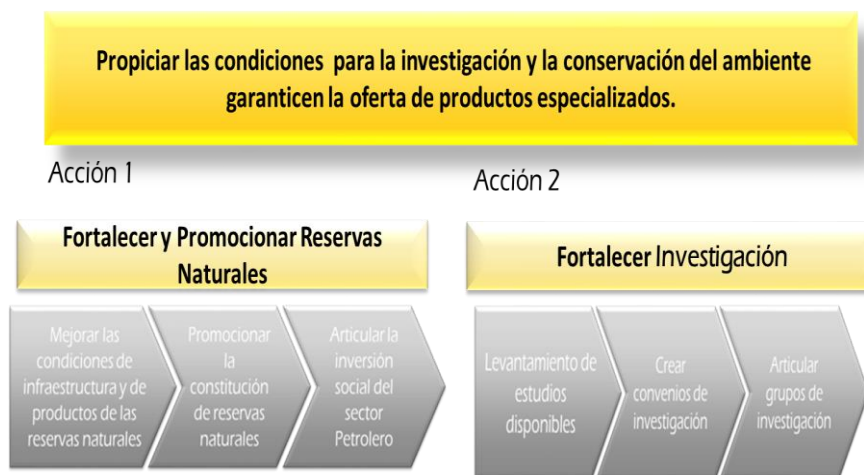 Propiciar las condiciones para la investigación y la conservación del ambiente
garanticen la oferta de productos especializados.
Acción 1
Fortalecer y Promocionar Reservas
Naturales
Mejorar las
condiciones de
infraestructura y de
productos de las
reservas naturales
Promocionar
la
constitución
de reservas
naturales
Articular la
inversión
social del
sector
Petrolero
Acción 2
Fortalecer Investigación
Levantamiento de
estudios
disponibles
Crear
convenios de
investigación
Articular
grupos de
investigación